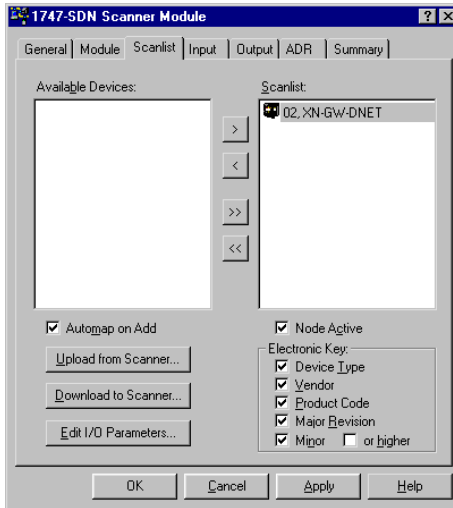 1747-SDN Scanner Module
General Module Scanlist Input Output ADR Summary
Available Devices:
Scanlist:
02, XN-GW-DNET
>
<
>>
<<
Automap on Add
Node Active
Upload from Scanner...
Download to Scanner...
Edit I/O Parameters...
Electronic Key:
Device Type
Vendor
Product Code
Major Revision
Minor or higher
OK Cancel Apply Help